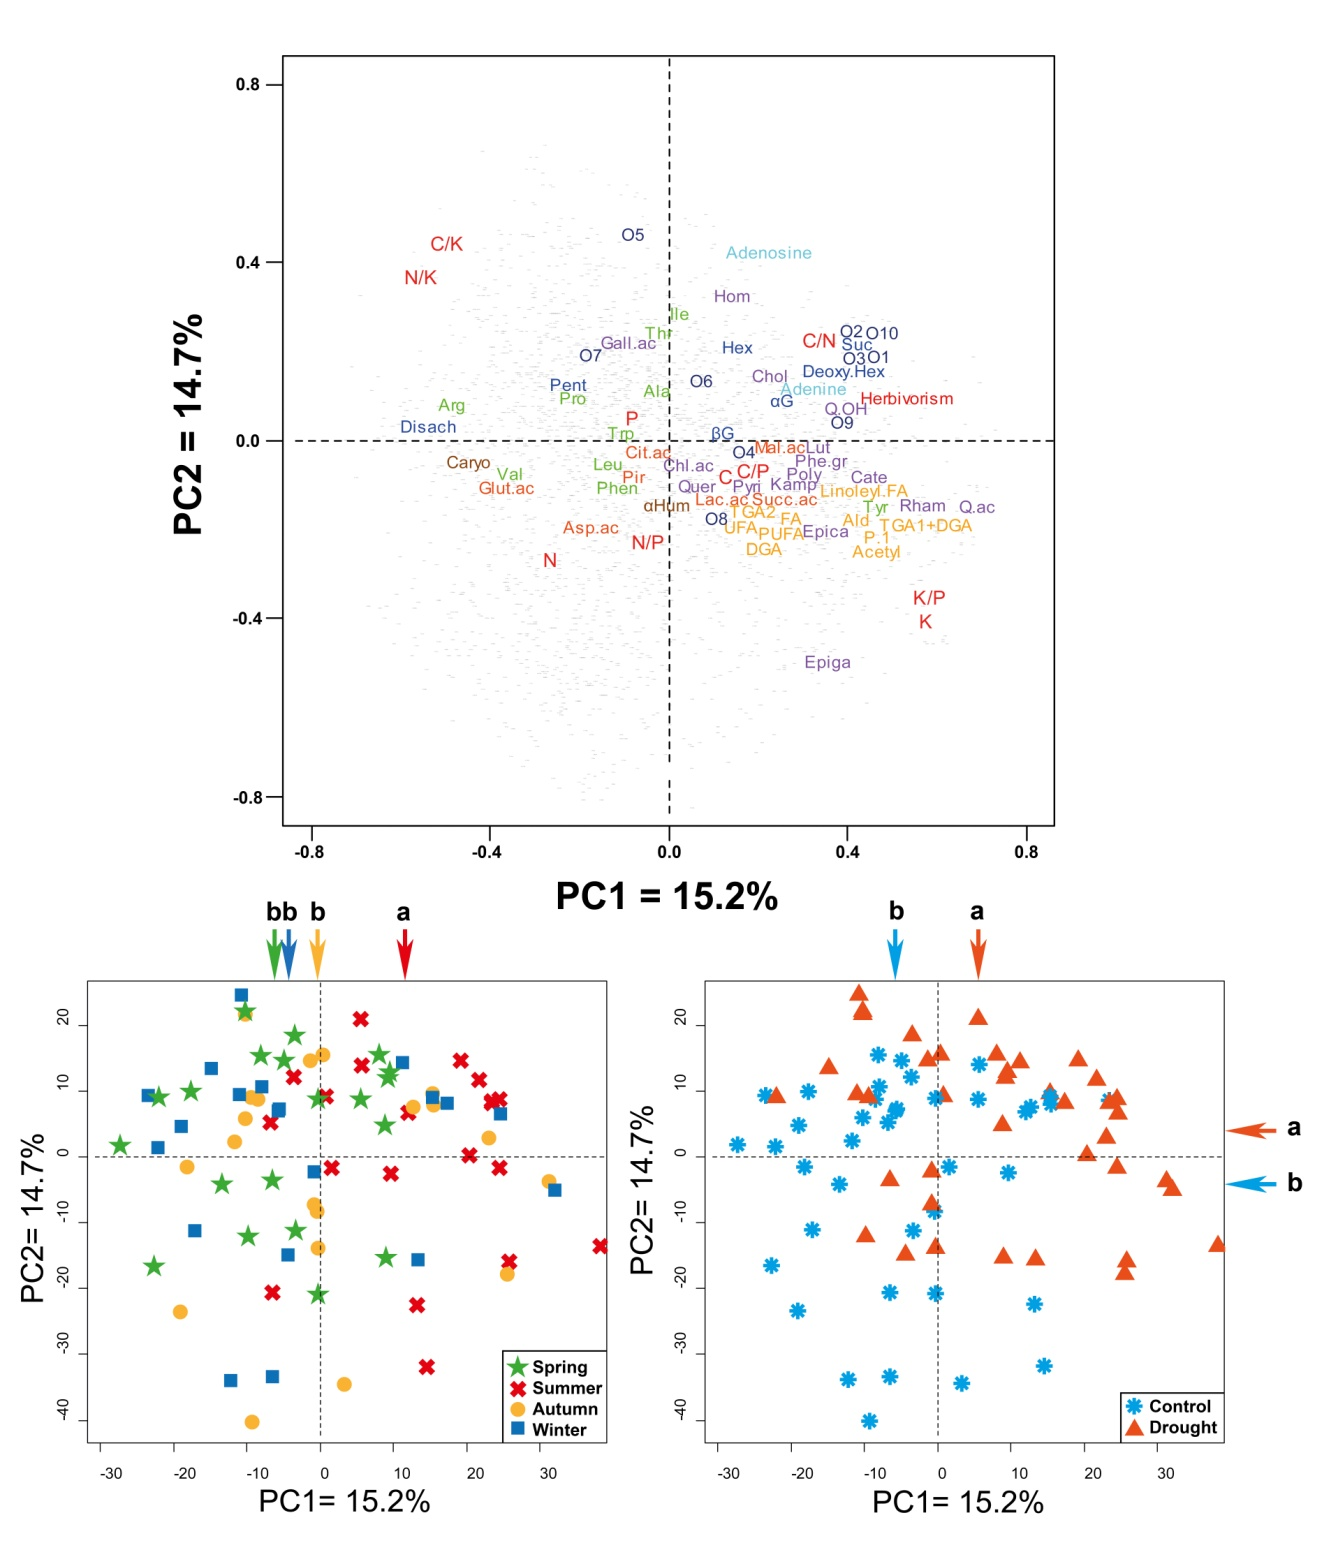 0.8
0.4
0.0
-0.4
-0.8
PC2 = 14.7%
O5
C/K
Adenosine
N/K
Hom
Ile
Thr
O2 O10
Gall.ac
C/N
Suc
Hex
O7
O3 O1
Deoxy.Hex
Chol
O6
Pent
Adenine
Ala
Pro
αG
Herbivorism
Arg
Q.OH
P
O9
Disach
Trp
βG
Mal.ac Lut
Cit.ac
O4
Caryo
Leu
Chl.ac
Phe.gr
Val
Pir
C C/P
Poly
Cate
Glut.ac
Phen
Quer
Pyri
Kamp
Linoleyl.FA
αHum
Lac.ac Succ.ac
Tyr
Rham
Q.ac
O8
TGA2 FA
Ald
TGA1+DGA
Asp.ac
UFA
PUFA
Epica
P.1
N/P
DGA
Acetyl
N
K/P
K
Epiga
-0.8 -0.4 0.0 0.4 0.8
PC1 = 15.2%
bb b a
20
10
0
-10
-20
-30
-40
PC2= 14.7%
Spring
Summer
Autumn
Winter
-30 -20 -10 0 10 20 30
PC1= 15.2%
b a
20
10
0
-10
-20
-30
-40
PC2= 14.7%
a
b
Control
Drought
-30 -20 -10 0 10 20 30
PC1= 15.2%